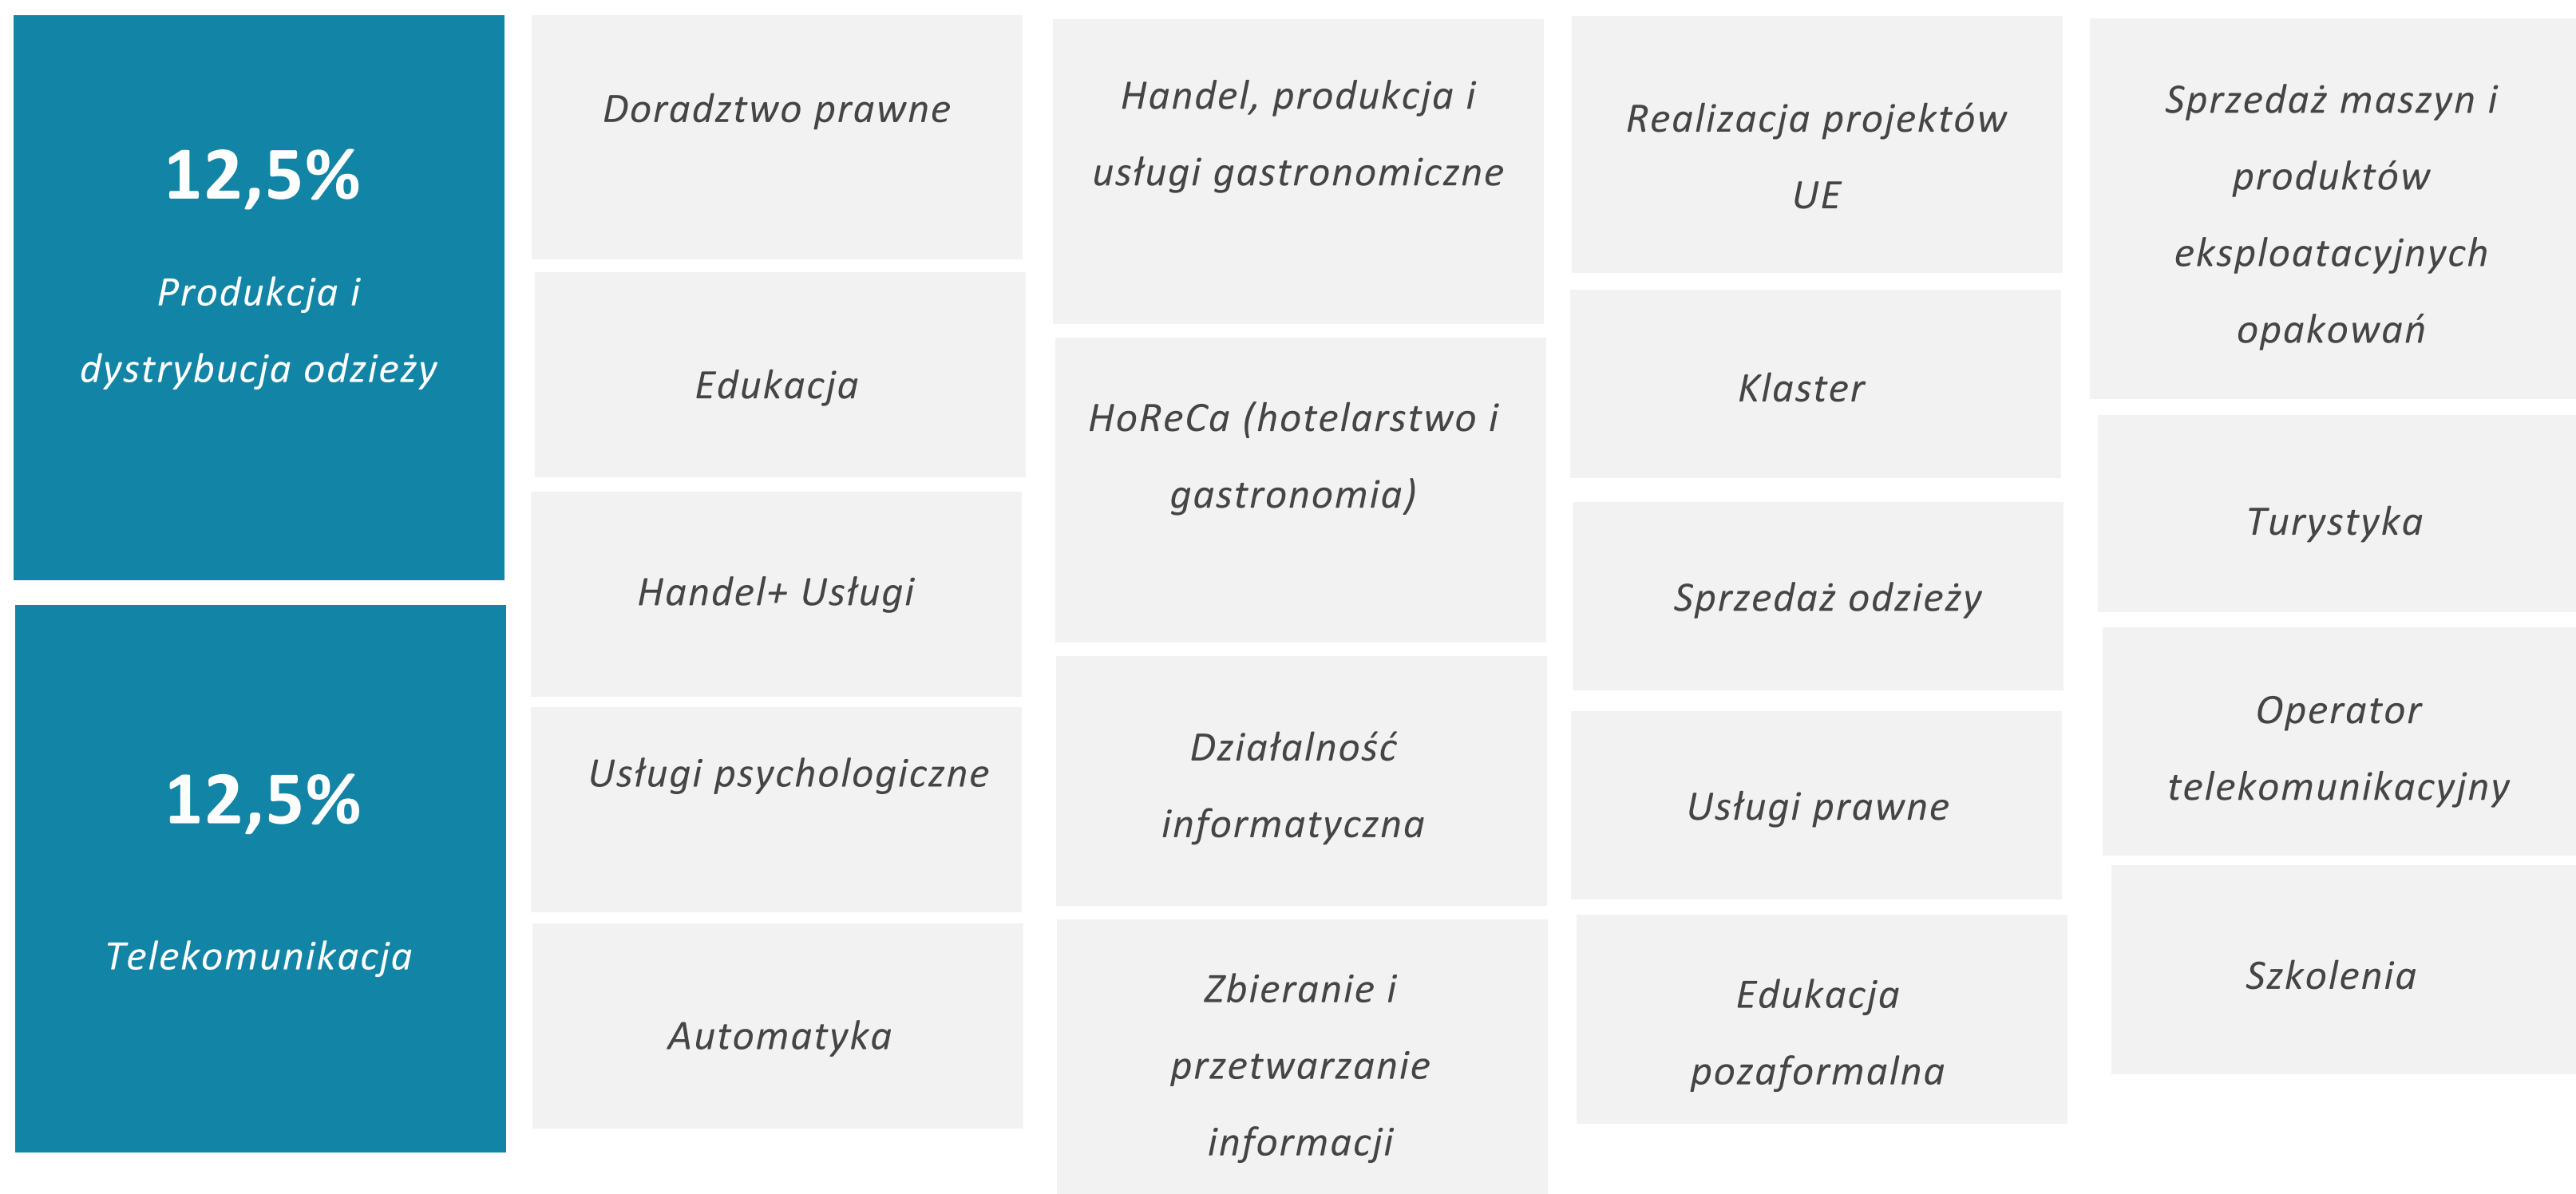 12,5%
Produkcja i
dystrybucja odzieży
12,5%
Telekomunikacja
Doradztwo prawne
Edukacja
Handel+ Usługi
Usługi psychologiczne
Automatyka
Handel, produkcja i
usługi gastronomiczne
HoReCa (hotelarstwo i
gastronomia)
Działalność
informatyczna
Zbieranie i
przetwarzanie
informacji
Realizacja projektów
UE
Klaster
Sprzedaż odzieży
Usługi prawne
Edukacja
pozaformalna
Sprzedaż maszyn i
produktów
eksploatacyjnych
opakowań
Turystyka
Operator
telekomunikacyjny
Szkolenia